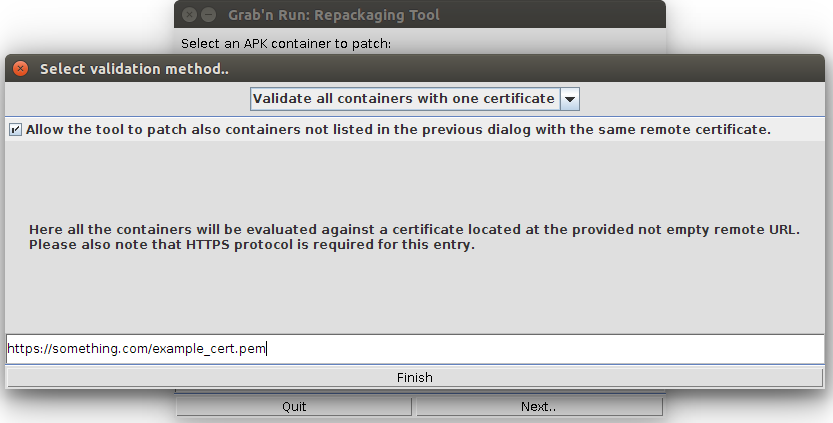 Grab'n Run: Repackaging Tool
Select an APK container to patch:
Select validation method..
Validate all containers with one certificate
Allow the tool to patch also containers not listed in the previous dialog with the same remote certificate.
Here all the containers will be evaluated against a certificate located at the provided not empty remote URL.
Please also note that HTTPS protocol is required for this entry.
https://something.com/example_cert.pem
Finish
Quit
Next..